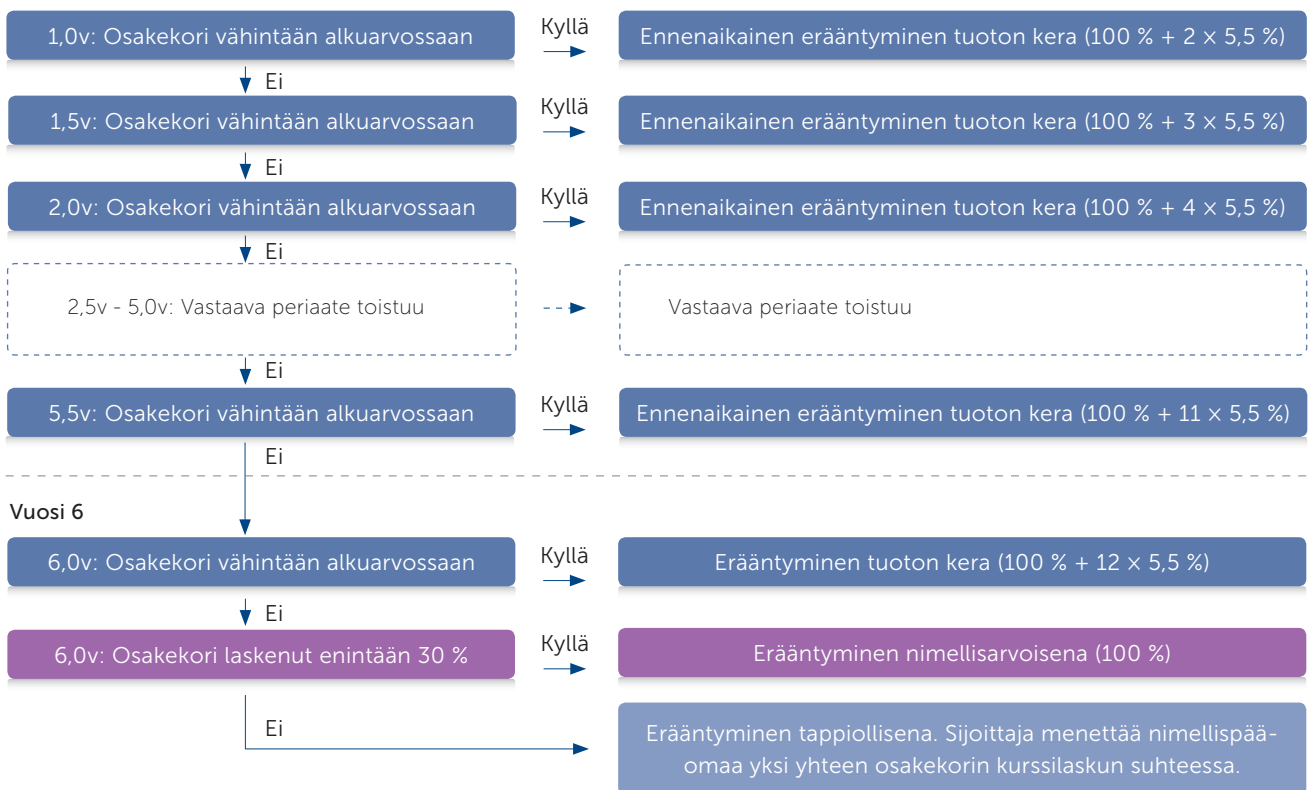 1,0v: Osakekori vähintään alkuarvossaan
Kyllä
Ennenaikainen erääntyminen tuoton kera (100 % + 2 × 5,5 %)
Ei
1,5v: Osakekori vähintään alkuarvossaan
Kyllä
Ennenaikainen erääntyminen tuoton kera (100 % + 3 × 5,5 %)
Ei
2,0v: Osakekori vähintään alkuarvossaan
Kyllä
Ennenaikainen erääntyminen tuoton kera (100 % + 4 × 5,5 %)
Ei
2,5v - 5,0v: Vastaava periaate toistuu
Vastaava periaate toistuu
Ei
5,5v: Osakekori vähintään alkuarvossaan
Kyllä
Ennenaikainen erääntyminen tuoton kera (100 % + 11 × 5,5 %)
Ei
Vuosi 6
6,0v: Osakekori vähintään alkuarvossaan
Kyllä
Erääntyminen tuoton kera (100 % + 12 × 5,5 %)
Ei
6,0v: Osakekori laskenut enintään 30 %
Kyllä
Erääntyminen nimellisarvoisena (100 %)
Ei
Erääntyminen tappiollisena. Sijoittaja menettää nimellispää-
omaa yksi yhteen osakekorin kurssilaskun suhteessa.